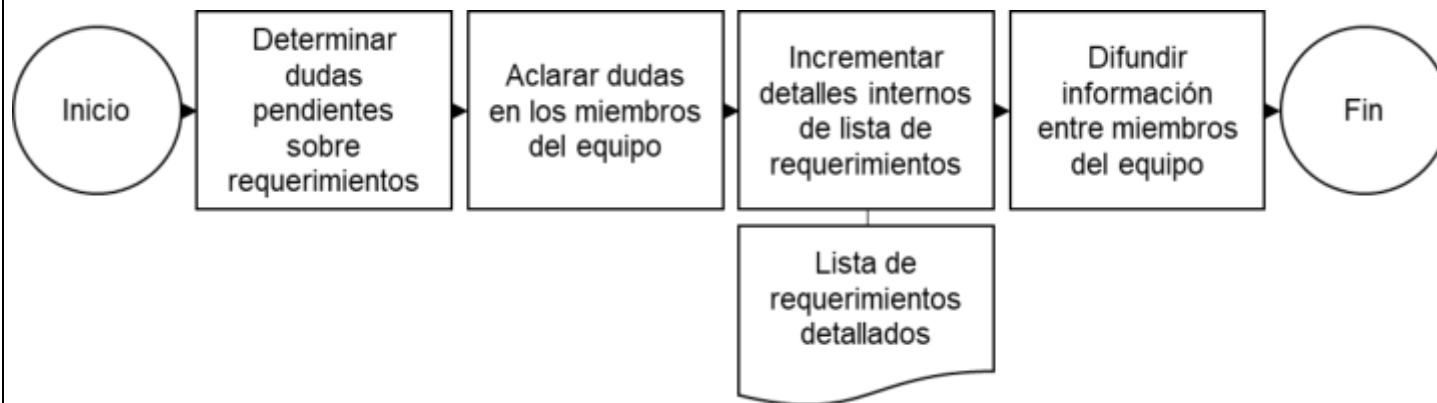 Inicio
Determinar
dudas
pendientes
sobre
requerimientos
Aclarar dudas
en los miembros
del equipo
Incrementar
detalles internos
de lista de
requerimientos
Difundir
información
entre miembros
del equipo
Fin
Lista de
requerimientos
detallados